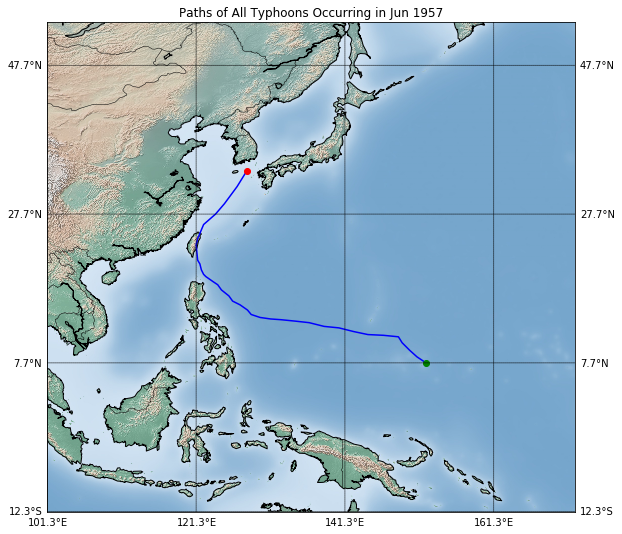 Paths of All Typhoons Occurring in Jun 1957
47.7°N 47.7°N
27.7°N 27.7°N
7.7°N 7.7°N
12.3°S 12.3°S
101.3°E 121.3°E 141.3°E 161.3°E